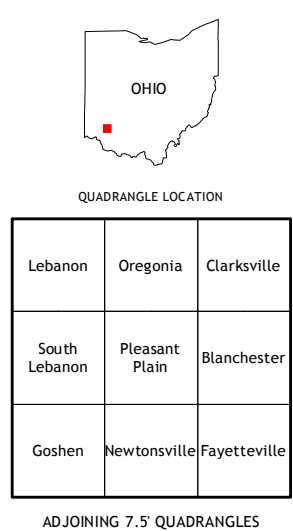 OHIO
QUADRANGLE LOCATION
Lebanon
Oregonia
Clarksville
South
Lebanon
Pleasant
Plain
Blanchester
Goshen
Newtonsville
Fayetteville
ADJOINING 7.5' QUADRANGLES